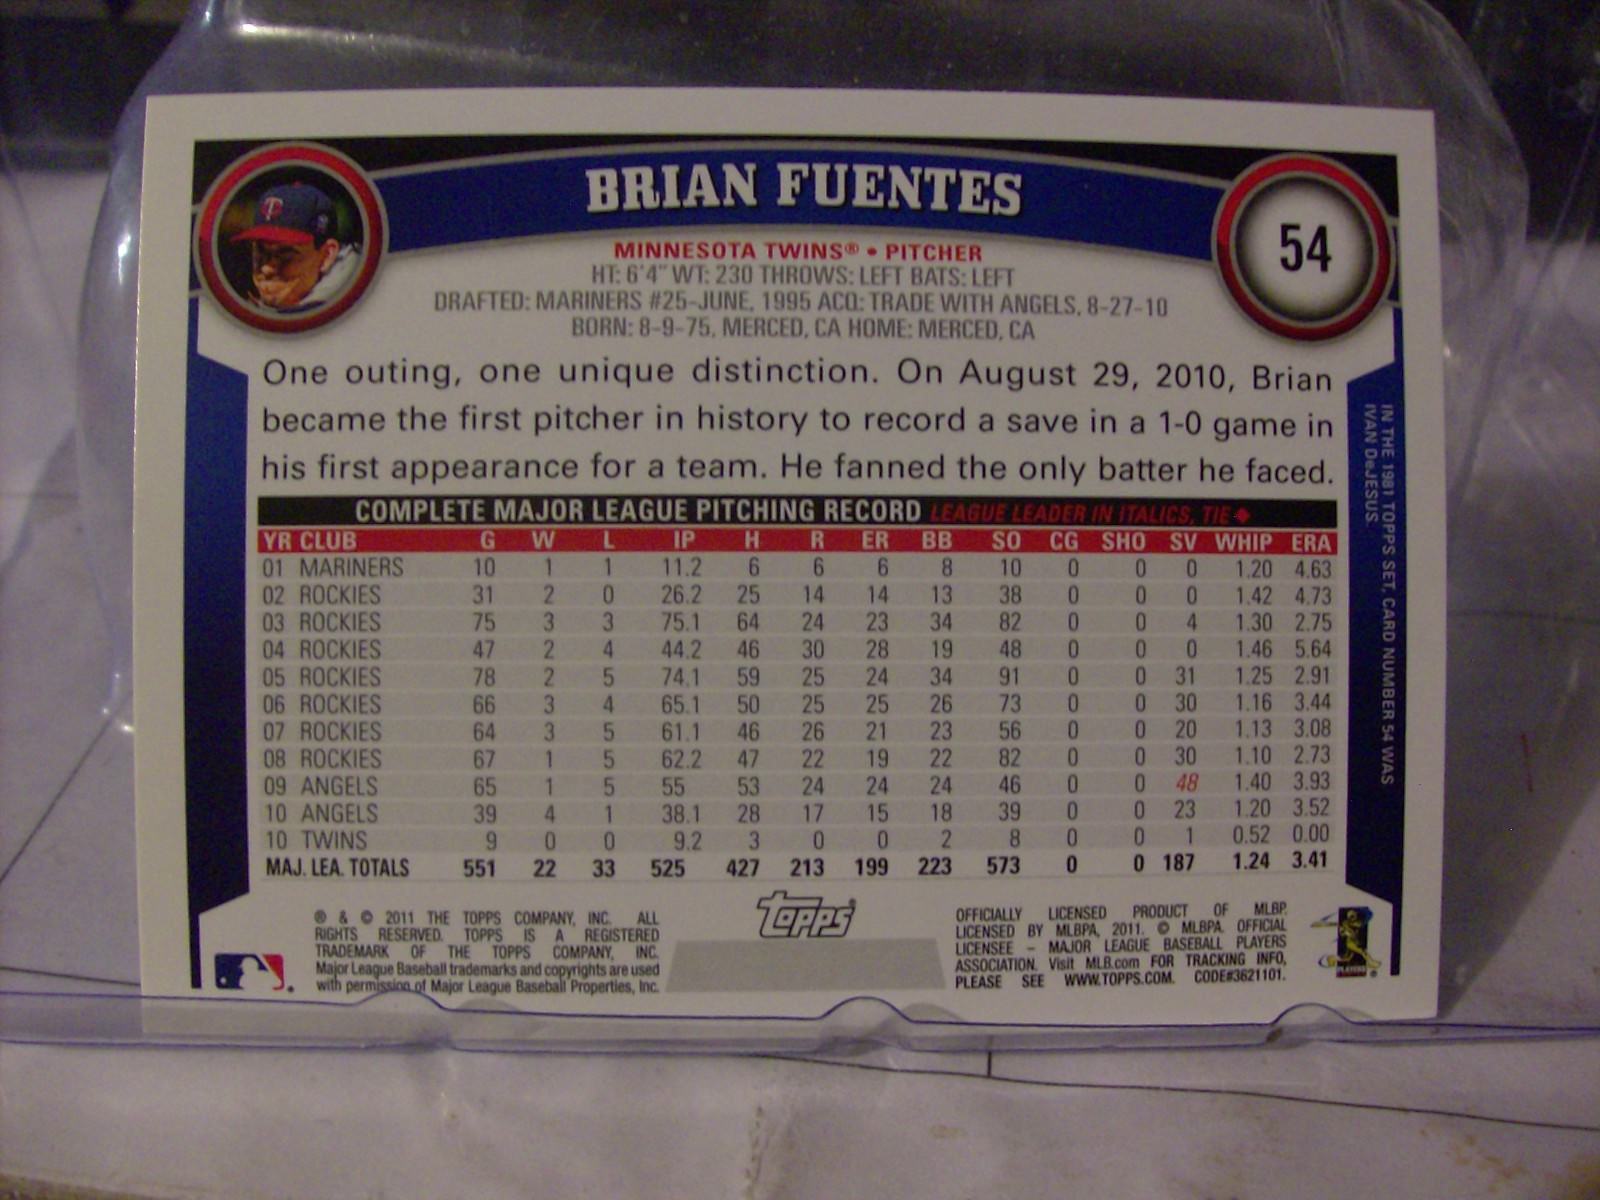 BRIAN FUENTES
54
MINNESOTA TWINS® • PITCHER
HT: 6'4" WT: 230 THROWS: LEFT BATS: LEFT
DRAFTED: MARINERS #25-JUNE, 1995 ACQ: TRADE WITH ANGELS, 8-27-10
BORN: 8-9-75, MERCED, CA HOME: MERCED, CA
One outing, one unique distinction. On August 29, 2010, Brian
became the first pitcher in history to record a save in a 1-0 game in
his first appearance for a team. He fanned the only batter he faced.
IN THE 1981 TOPPS SET, CARD NUMBER 54 WAS
IVAN DeJESUS.
COMPLETE MAJOR LEAGUE PITCHING RECORD LEAGUE LEADER IN ITALICS, TIE◆
YR CLUB G W L IP H R ER BB SO CG SHO SV WHIP ERA
01 MARINERS 10 1 1 11.2 6 6 6 8 10 0 0 0 1.20 4.63
02 ROCKIES 31 2 0 26.2 25 14 14 13 38 0 0 0 1.42 4.73
03 ROCKIES 75 3 3 75.1 64 24 23 34 82 0 0 4 1.30 2.75
04 ROCKIES 47 2 4 44.2 46 30 28 19 48 0 0 0 1.46 5.64
05 ROCKIES 78 2 5 74.1 59 25 24 34 91 0 0 31 1.25 2.91
06 ROCKIES 66 3 4 65.1 50 25 25 26 73 0 0 30 1.16 3.44
07 ROCKIES 64 3 5 61.1 46 26 21 23 56 0 0 20 1.13 3.08
08 ROCKIES 67 1 5 62.2 47 22 19 22 82 0 0 30 1.10 2.73
09 ANGELS 65 1 5 55 53 24 24 24 46 0 0 48 1.40 3.93
10 ANGELS 39 4 1 38.1 28 17 15 18 39 0 0 23 1.20 3.52
10 TWINS 9 0 0 9.2 3 0 0 2 8 0 0 1 0.52 0.00
MAJ. LEA. TOTALS 551 22 33 525 427 213 199 223 573 0 0 187 1.24 3.41
® & © 2011 THE TOPPS COMPANY, INC. ALL
RIGHTS RESERVED. TOPPS IS A REGISTERED
TRADEMARK OF THE TOPPS COMPANY, INC.
Major League Baseball trademarks and copyrights are used
with permission of Major League Baseball Properties, Inc.
Topps®
OFFICIALLY LICENSED PRODUCT OF MLBP.
LICENSED BY MLBPA, 2011. © MLBPA. OFFICIAL
LICENSEE – MAJOR LEAGUE BASEBALL PLAYERS
ASSOCIATION. Visit MLB.com FOR TRACKING INFO,
PLEASE SEE WWW.TOPPS.COM. CODE#3621101.
PLAYERS